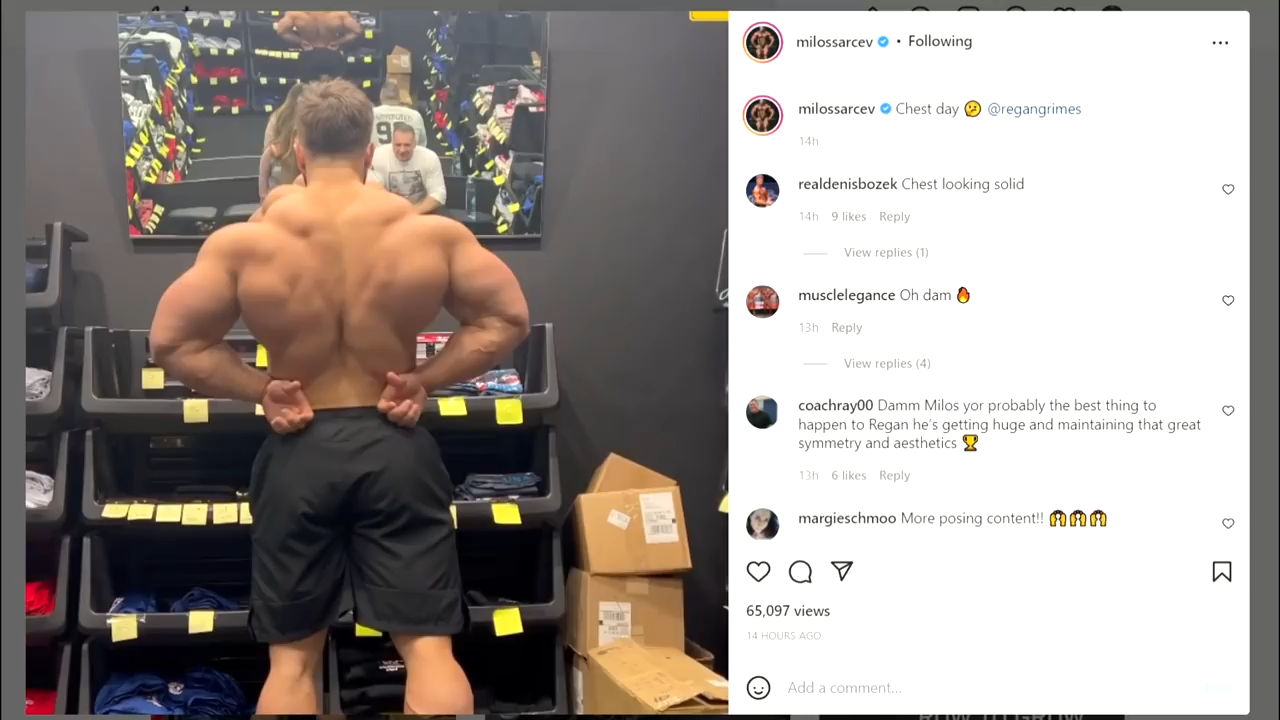 milossarcev • Following
milossarcev Chest day 🫤 @regangrimes
14h
realdenisbozek Chest looking solid
14h 9 likes Reply
View replies (1)
musclelegance Oh dam 🔥
13h Reply
View replies (4)
coachray00 Damm Milos yor probably the best thing to
happen to Regan he's getting huge and maintaining that great
symmetry and aesthetics 🏆
13h 6 likes Reply
margieschmoo More posing content!! 🙌🙌🙌
65,097 views
14 HOURS AGO
Add a comment...